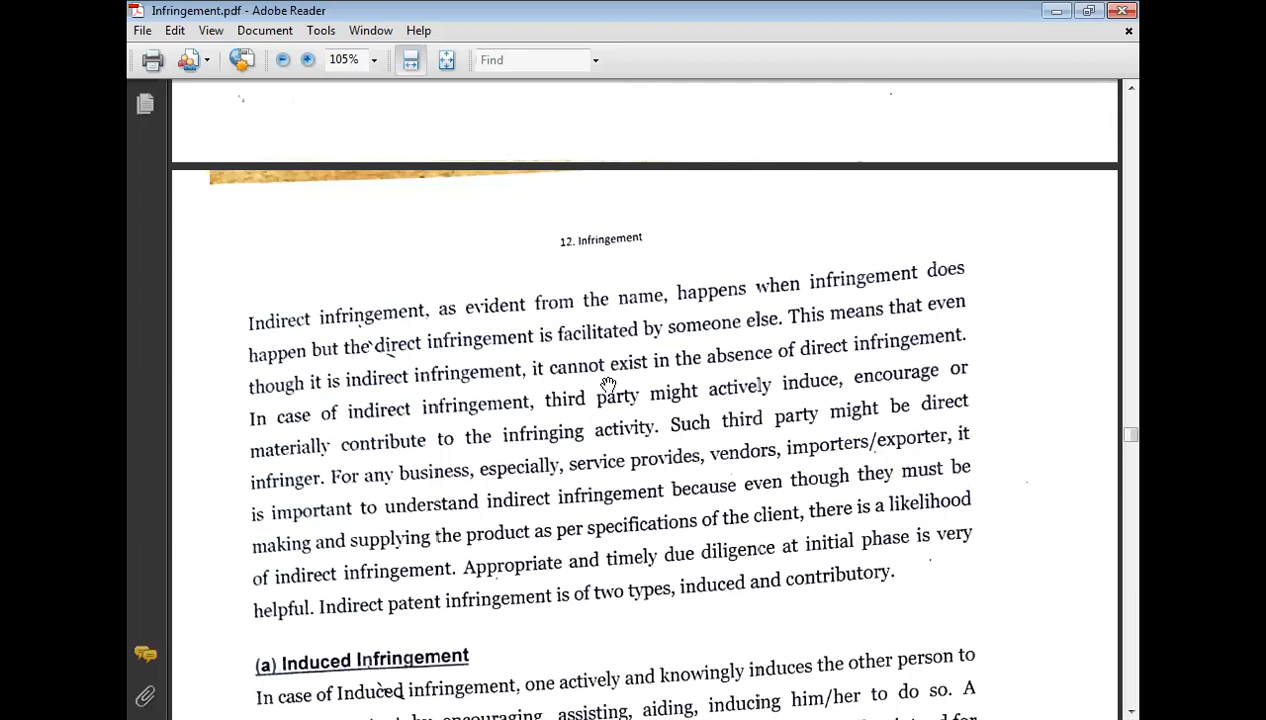 Infringement.pdf - Adobe Reader
File Edit View Document Tools Window Help
105% Find
12. Infringement
Indirect infringement, as evident from the name, happens when infringement does
happen but the direct infringement is facilitated by someone else. This means that even
though it is indirect infringement, it cannot exist in the absence of direct infringement.
In case of indirect infringement, third party might actively induce, encourage or
materially contribute to the infringing activity. Such third party might be direct
infringer. For any business, especially, service provides, vendors, importers/exporter, it
is important to understand indirect infringement because even though they must be
making and supplying the product as per specifications of the client, there is a likelihood
of indirect infringement. Appropriate and timely due diligence at initial phase is very
helpful. Indirect patent infringement is of two types, induced and contributory.
(a) Induced Infringement
In case of Induced infringement, one actively and knowingly induces the other person to
by encouraging, assisting, aiding, inducing him/her to do so. A